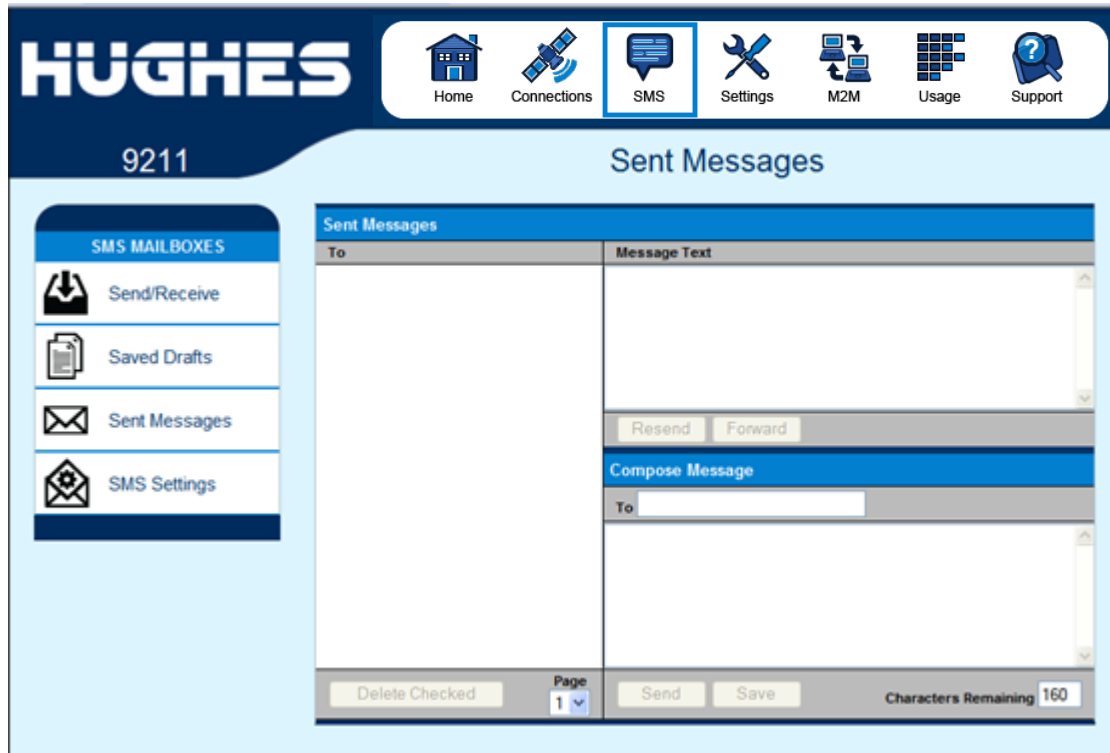 HUGHES
Home Connections SMS Settings M2M Usage Support
9211
Sent Messages
SMS MAILBOXES
Send/Receive
Saved Drafts
Sent Messages
SMS Settings
Sent Messages
To
Message Text
Resend Forward
Compose Message
To
Delete Checked
Page
1
Send Save
Characters Remaining 160